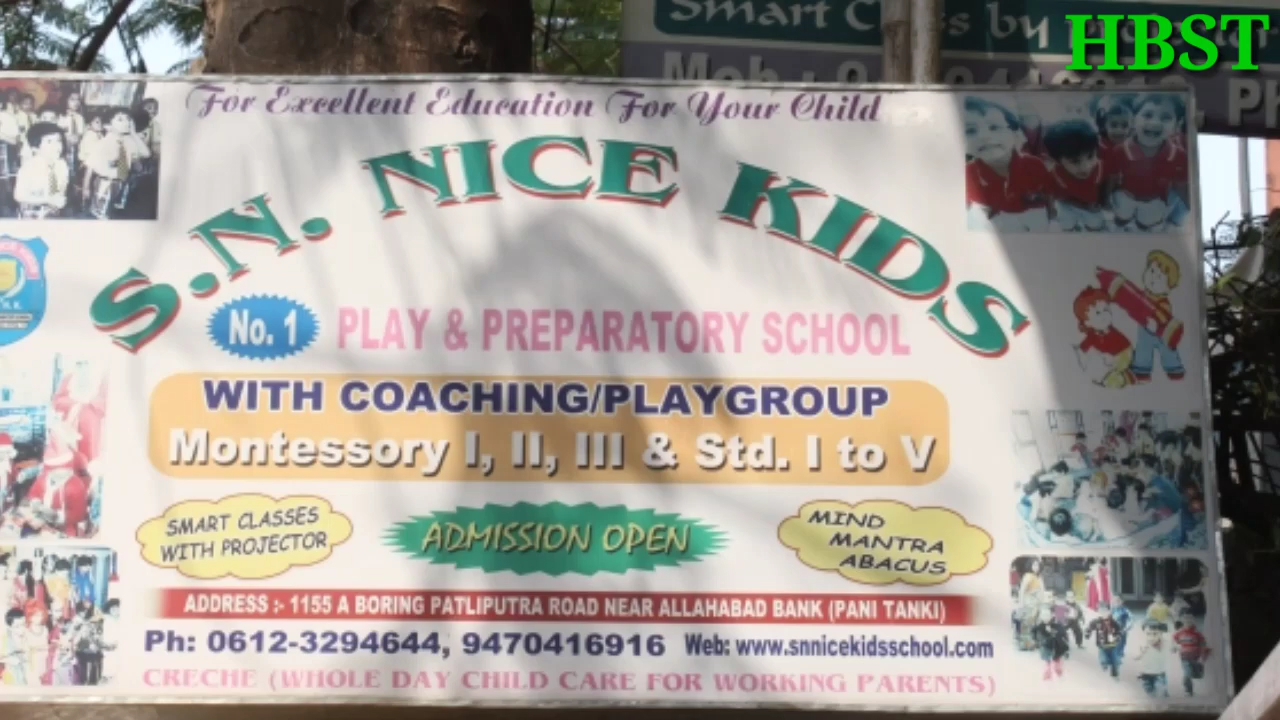 Smart
by
HBST
Mob
For Excellent Education For Your Child
S.N. NICE KIDS
No. 1 PLAY & PREPARATORY SCHOOL
WITH COACHING/PLAYGROUP
Montessory I, II, III & Std. I to V
SMART CLASSES
WITH PROJECTOR
ADMISSION OPEN
MIND
MANTRA
ABACUS
ADDRESS :- 1155 A BORING PATLIPUTRA ROAD NEAR ALLAHABAD BANK (PANI TANKI)
Ph: 0612-3294644, 9470416916 Web: www.snnicekidsschool.com
CRECHE (WHOLE DAY CHILD CARE FOR WORKING PARENTS)